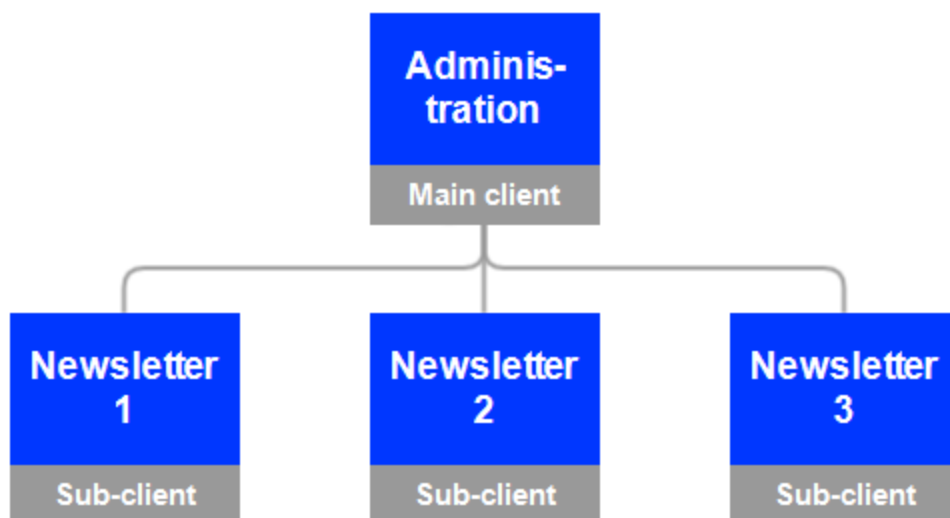 Adminis-
tration
Main client
Newsletter
1
Sub-client
Newsletter
2
Sub-client
Newsletter
3
Sub-client